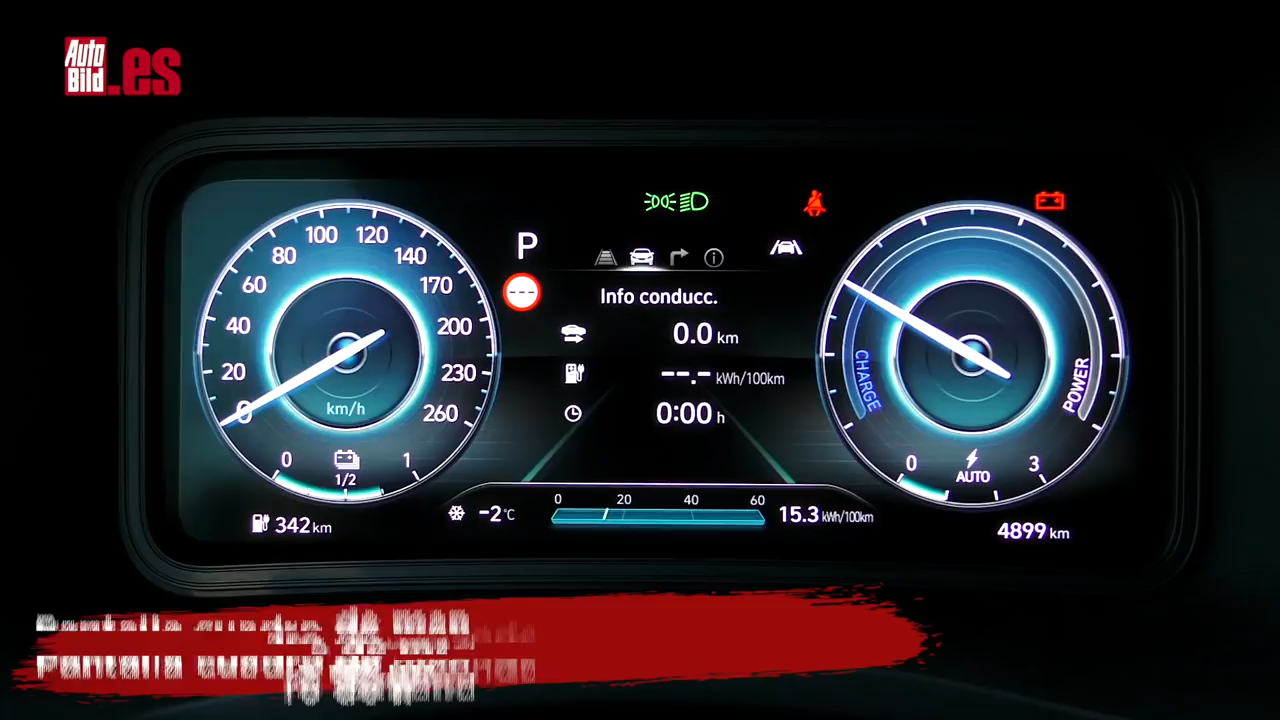 Auto
Bild
.es
100 120
80 140
60 170
40 200
20 230
0 260
km/h
0 1
1/2
342 km
P
---
Info conducc.
0.0 km
--.- kWh/100km
0:00 h
0 20 40 60
-2 °C
15.3 kWh/100km
CHARGE
POWER
0 3
AUTO
4899 km